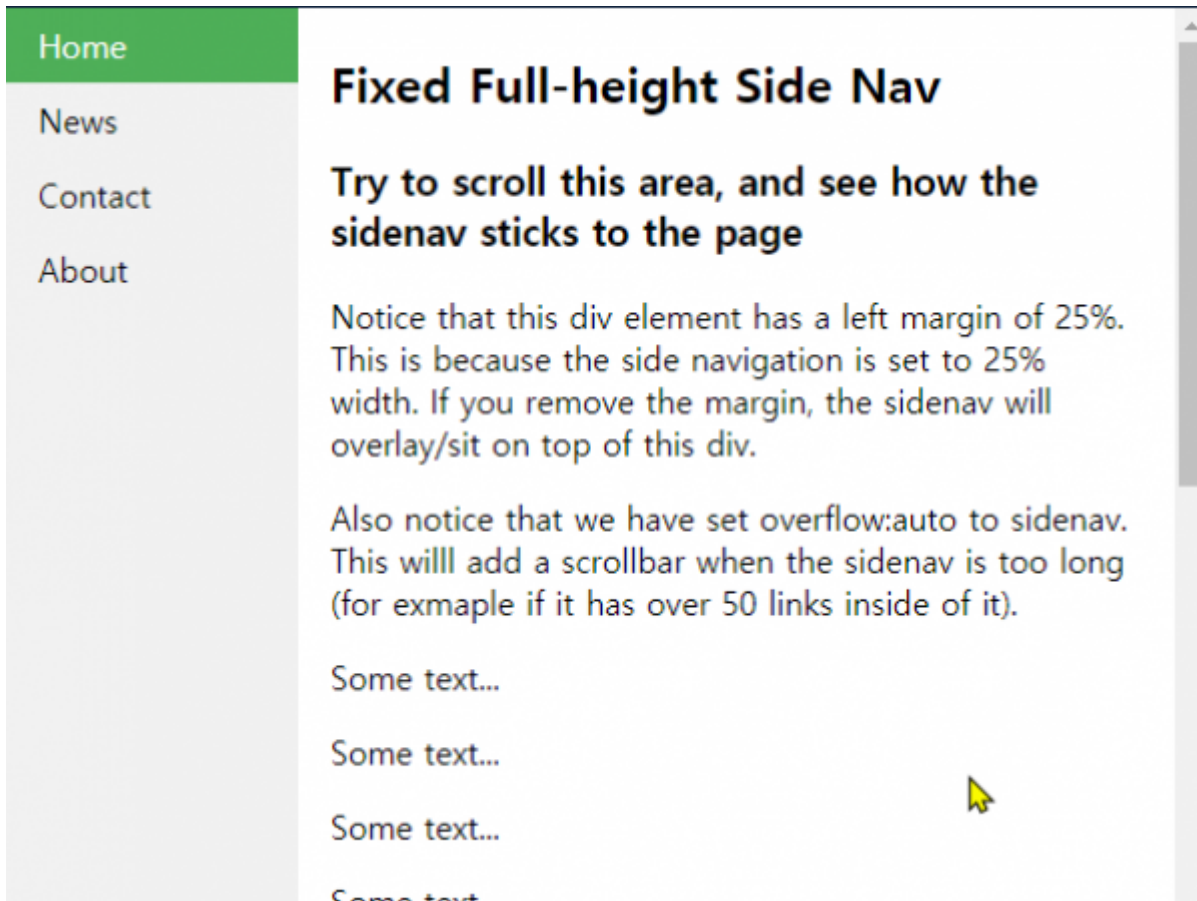 Home
News
Contact
About
Fixed Full-height Side Nav
Try to scroll this area, and see how the
sidenav sticks to the page
Notice that this div element has a left margin of 25%.
This is because the side navigation is set to 25%
width. If you remove the margin, the sidenav will
overlay/sit on top of this div.
Also notice that we have set overflow:auto to sidenav.
This willl add a scrollbar when the sidenav is too long
(for exmaple if it has over 50 links inside of it).
Some text...
Some text...
Some text...
Some text